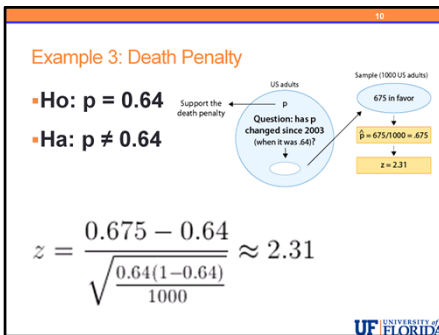 10
Example 3: Death Penalty
▪Ho: p = 0.64
▪Ha: p ≠ 0.64
US adults
Support the
death penalty
p
Question: has p
changed since 2003
(when it was .64)?
Sample (1000 US adults)
675 in favor
p̂ = 675/1000 = .675
z = 2.31
z = (0.675 − 0.64) / √(0.64(1−0.64) / 1000) ≈ 2.31
UF UNIVERSITY of
FLORIDA